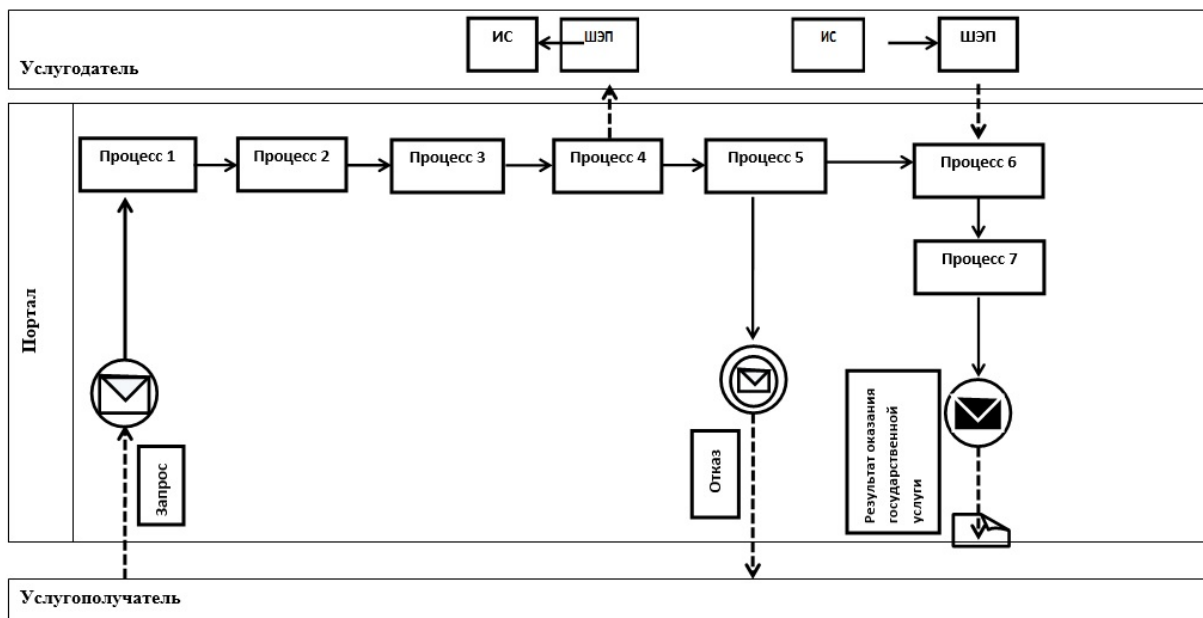 ИС
ШЭП
ИС
ШЭП
Услугодатель
Процесс 1
Процесс 2
Процесс 3
Процесс 4
Процесс 5
Процесс 6
Процесс 7
Портал
Запрос
Отказ
Результат оказания
государственной
услуги
Услугополучатель